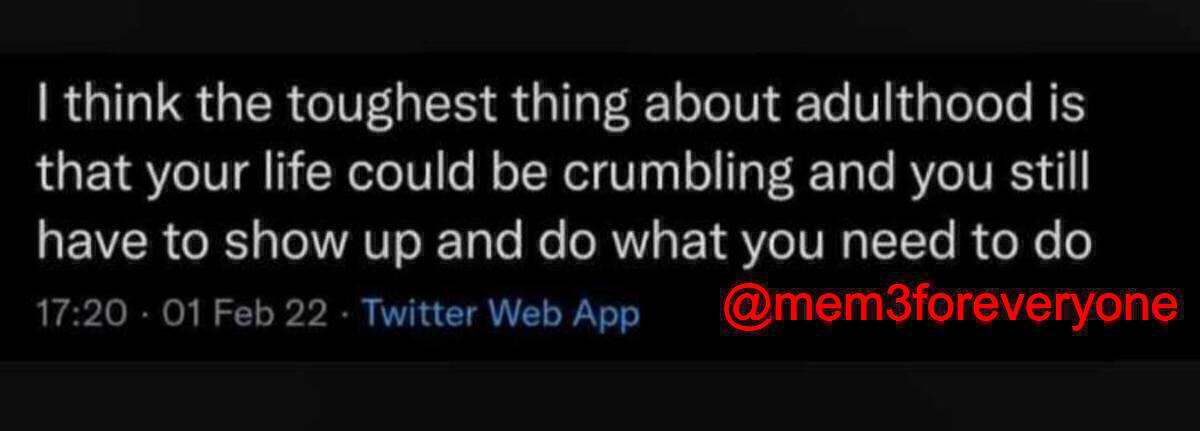 I think the toughest thing about adulthood is
that your life could be crumbling and you still
have to show up and do what you need to do
17:20 · 01 Feb 22 · Twitter Web App
@mem3foreveryone